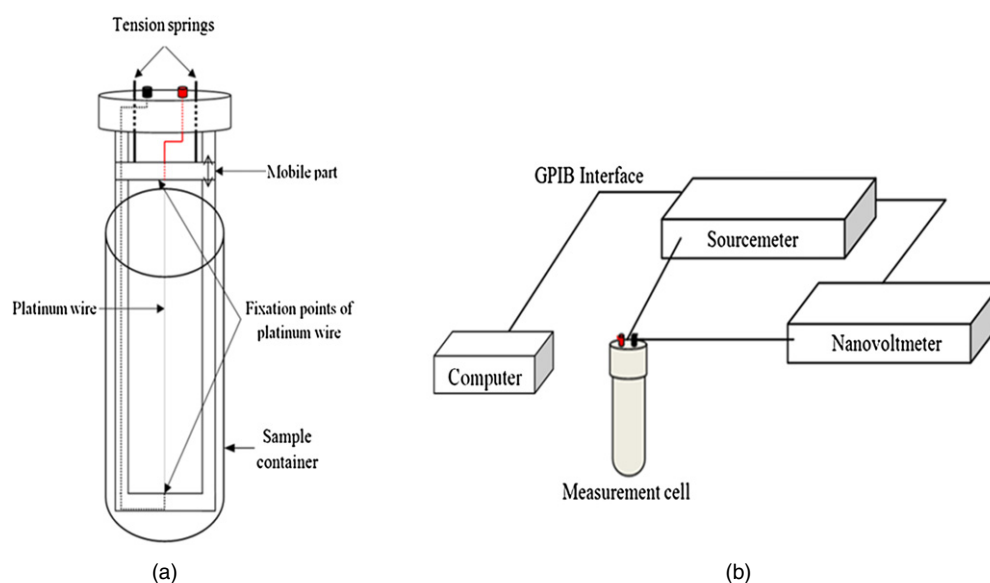 Tension springs
Mobile part
Platinum wire
Fixation points of
platinum wire
Sample
container
(a)
GPIB Interface
Sourcemeter
Nanovoltmeter
Computer
Measurement cell
(b)